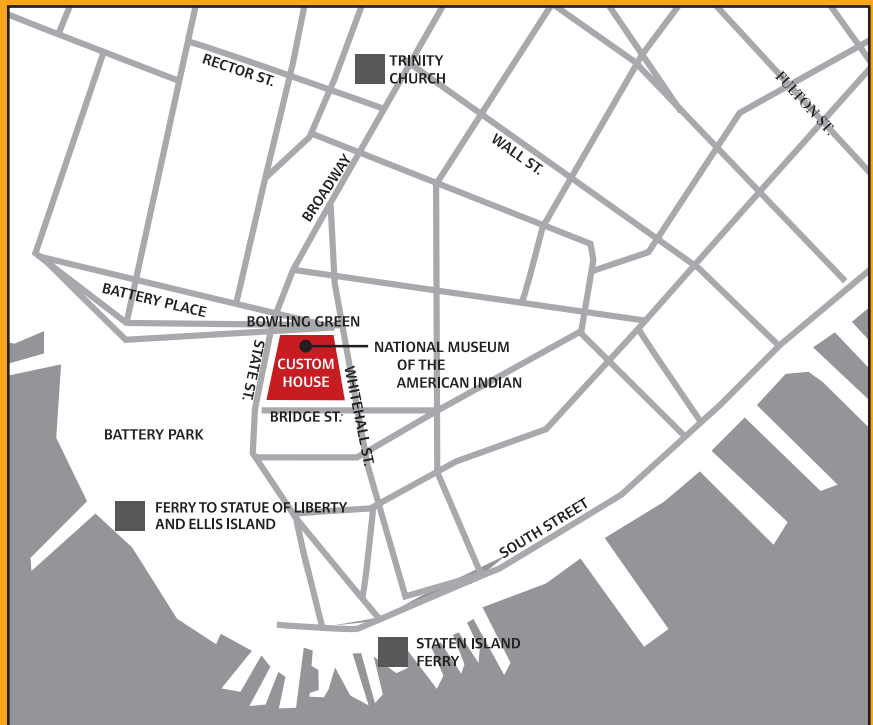 TRINITY
CHURCH
RECTOR ST.
FULTON ST.
WALL ST.
BROADWAY
BATTERY PLACE
BOWLING GREEN
STATE ST.
CUSTOM
HOUSE
NATIONAL MUSEUM
OF THE
AMERICAN INDIAN
WHITEHALL ST.
BRIDGE ST.
BATTERY PARK
FERRY TO STATUE OF LIBERTY
AND ELLIS ISLAND
SOUTH STREET
STATEN ISLAND
FERRY